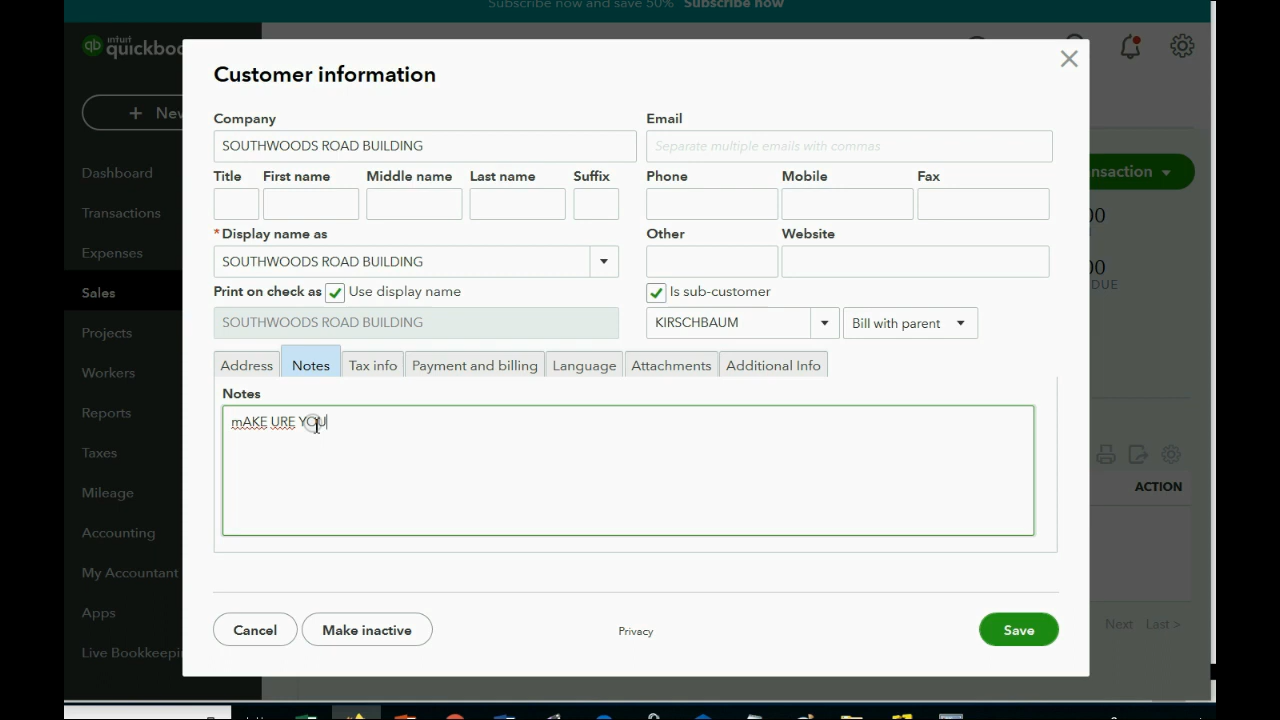 Subscribe now and save 50% Subscribe now
intuit
quickboo
Customer information
+ New
Company
Email
SOUTHWOODS ROAD BUILDING
Separate multiple emails with commas
Title First name Middle name Last name Suffix Phone Mobile Fax
Dashboard
nsaction
Transactions
00
*Display name as
Other
Website
Expenses
SOUTHWOODS ROAD BUILDING
00
DUE
Sales
Print on check as Use display name
Is sub-customer
SOUTHWOODS ROAD BUILDING
KIRSCHBAUM
Bill with parent
Projects
Address Notes Tax info Payment and billing Language Attachments Additional Info
Workers
Notes
Reports
mAKE URE YOU
Taxes
Mileage
ACTION
Accounting
My Accountant
Apps
Cancel
Make inactive
Privacy
Save
Next Last >
Live Bookkeepi